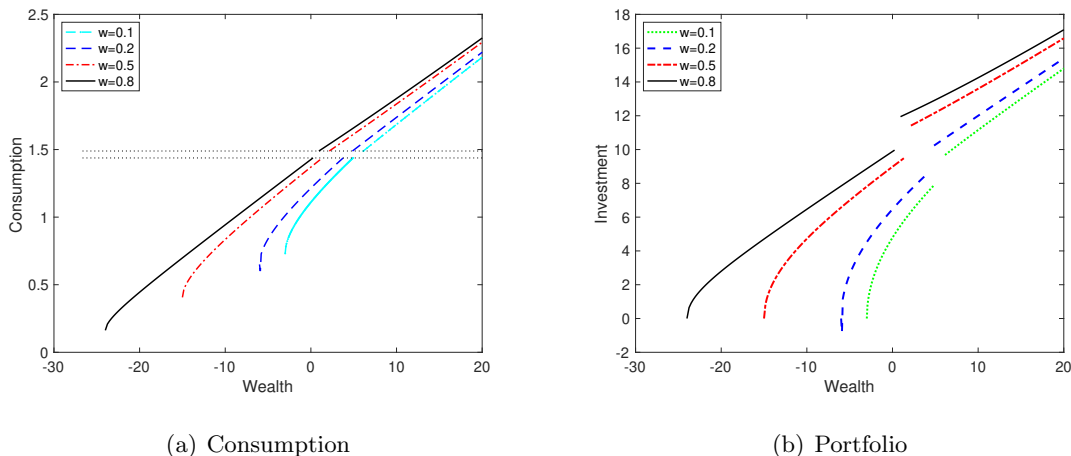 2.5
w=0.1
w=0.2
w=0.5
w=0.8
2
1.5
1
0.5
0
-30
-20
-10
0
10
20
Consumption
Wealth
(a) Consumption
18
w=0.1
w=0.2
w=0.5
w=0.8
16
14
12
10
8
6
4
2
0
-2
-30
-20
-10
0
10
20
Investment
Wealth
(b) Portfolio